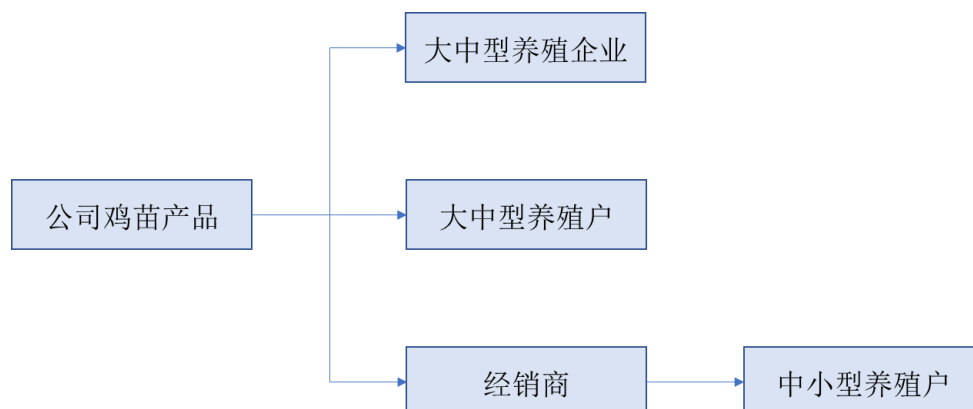 大中型养殖企业
公司鸡苗产品
大中型养殖户
经销商
中小型养殖户